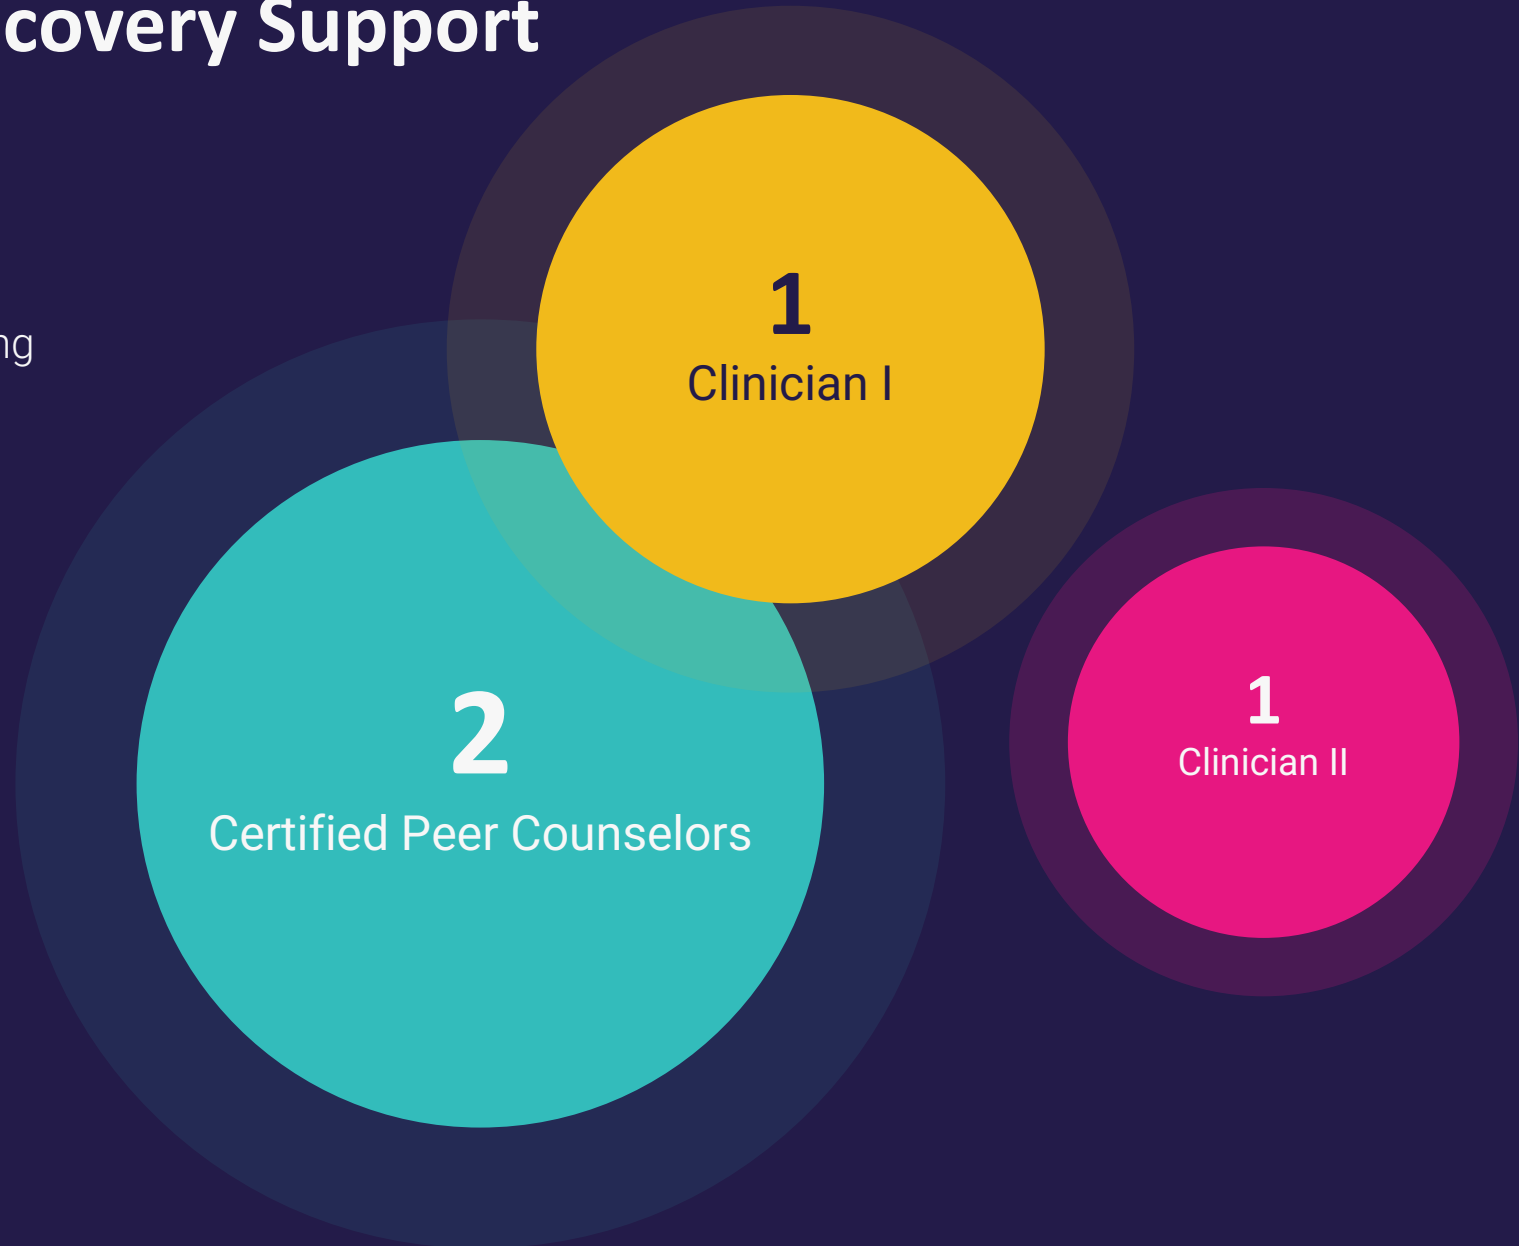 covery Support
ng
1
Clinician I
2
Certified Peer Counselors
1
Clinician II